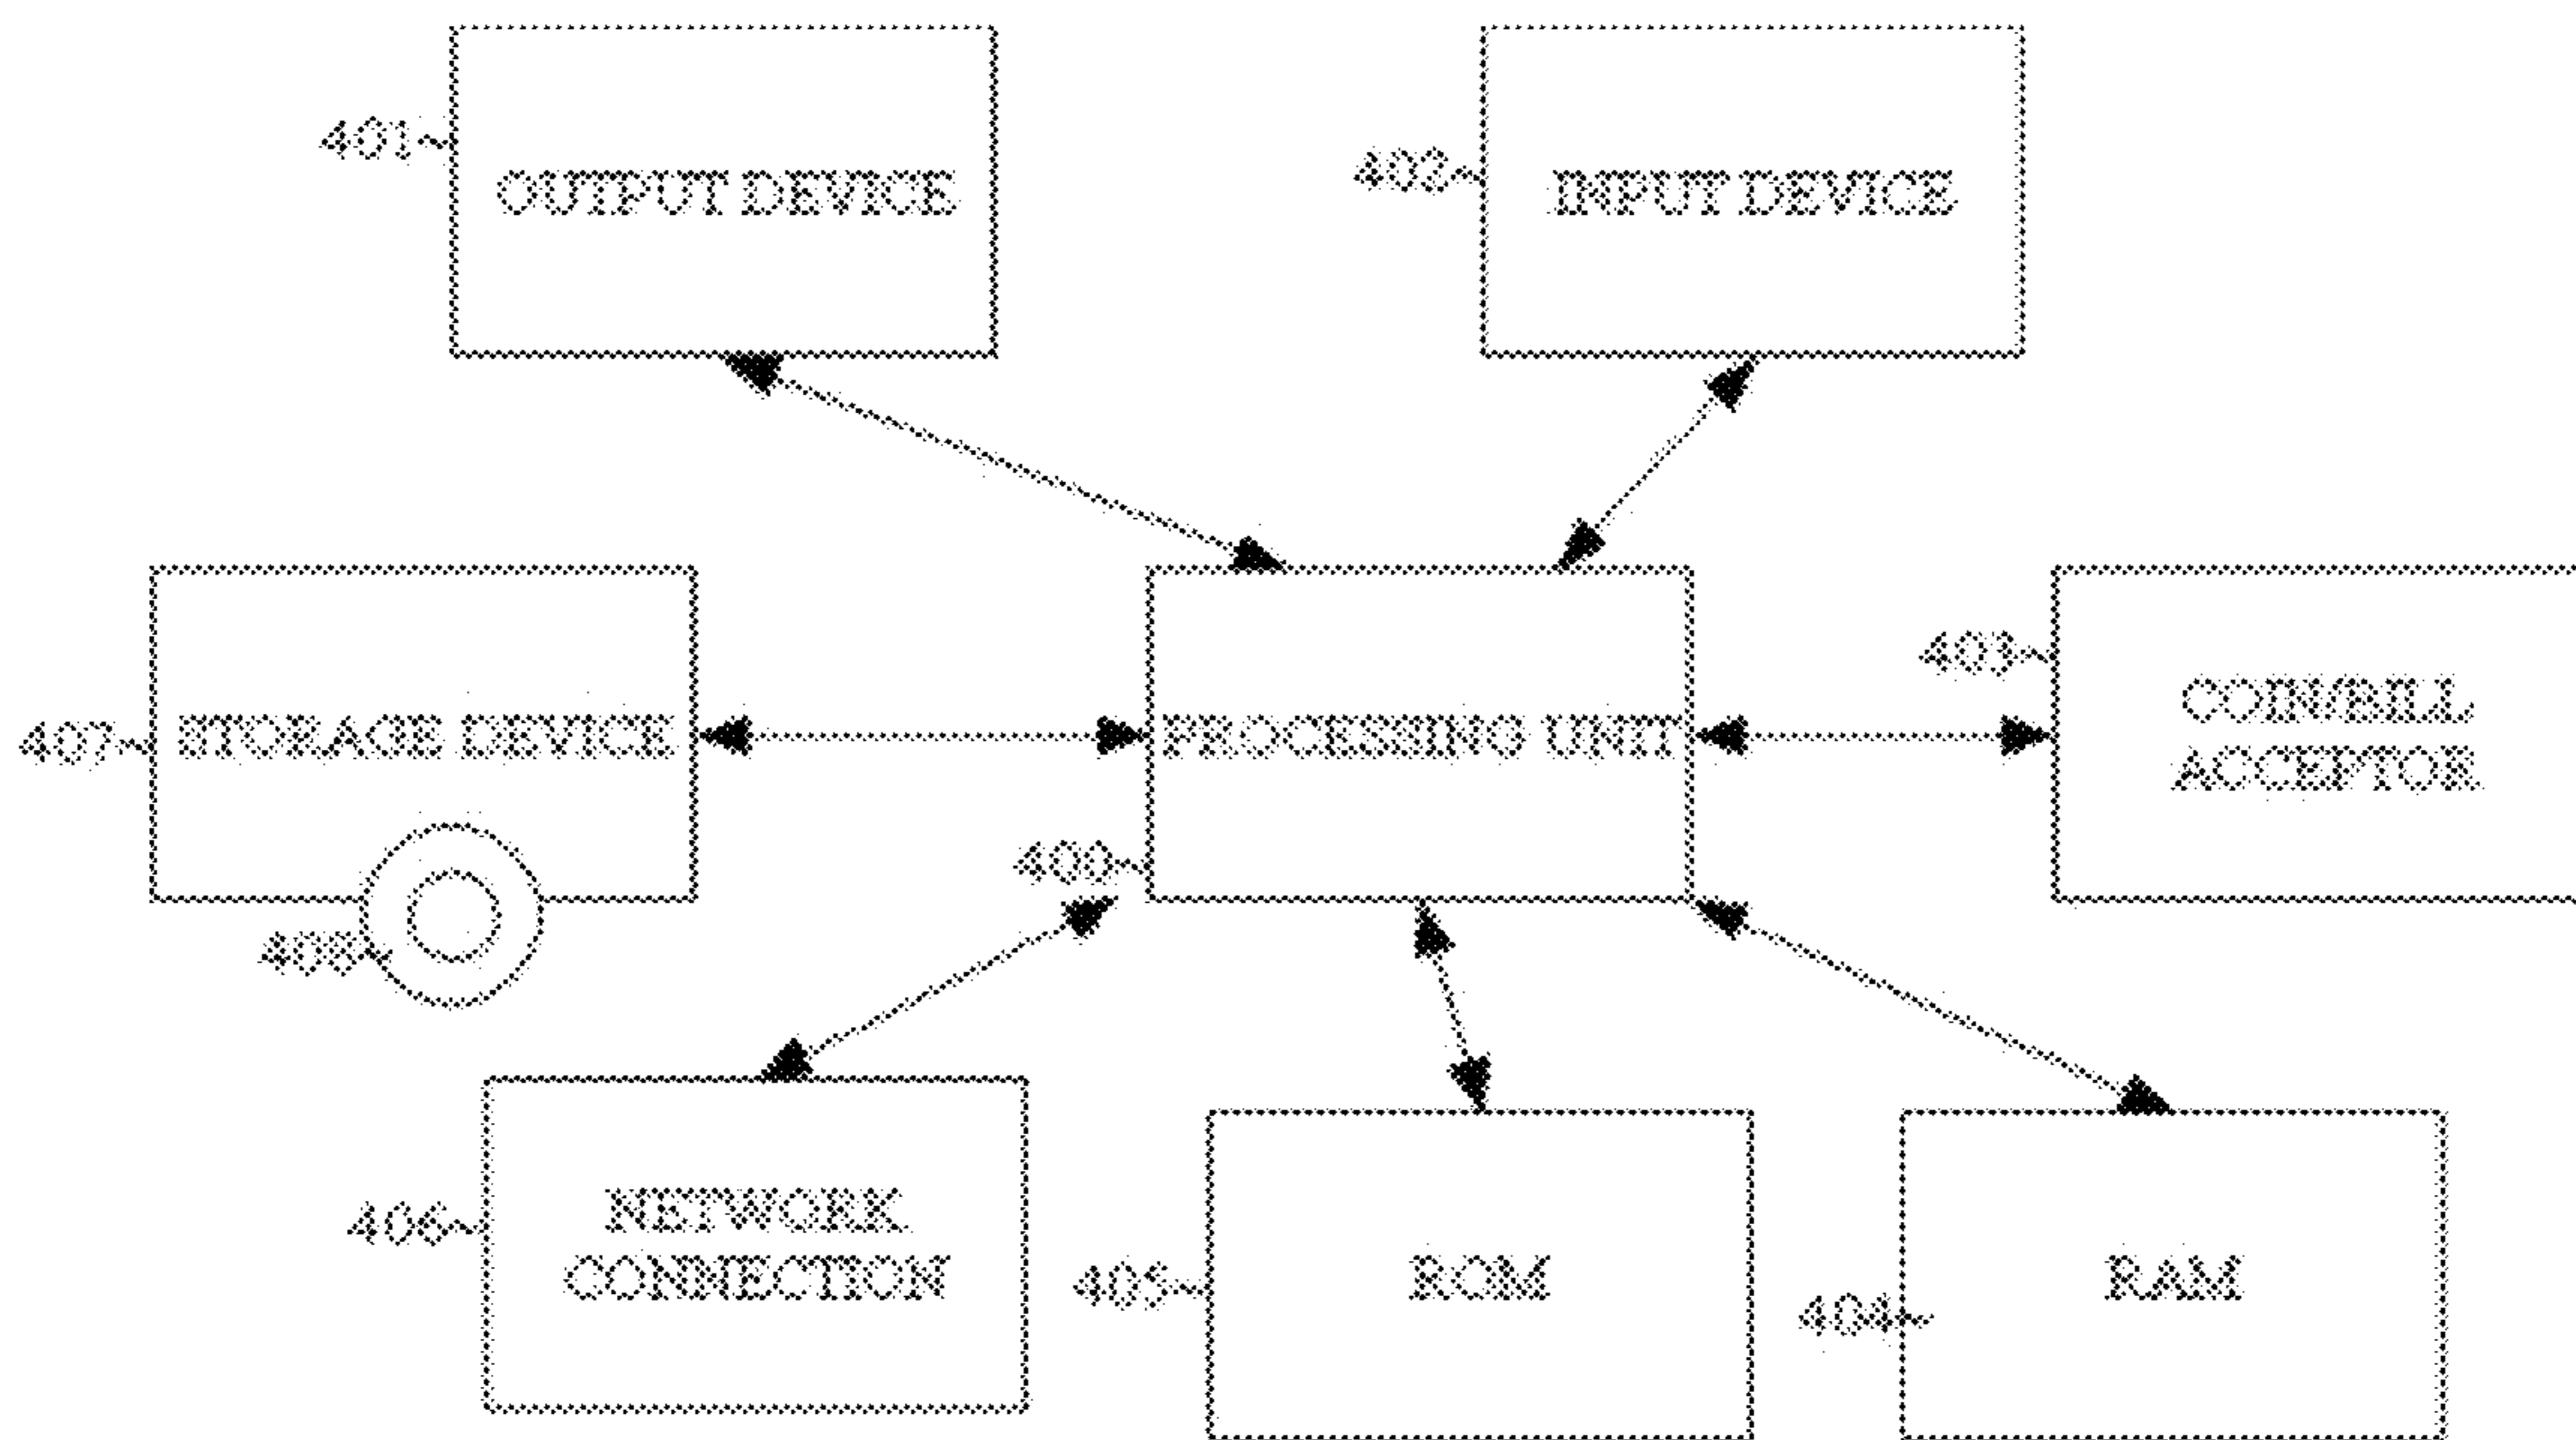 401
OUTPUT DEVICE
402
INPUT DEVICE
407
STORAGE DEVICE
408
PROCESSING UNIT
400
403
COIN/BILL
ACCEPTOR
406
NETWORK
CONNECTION
405
ROM
404
RAM